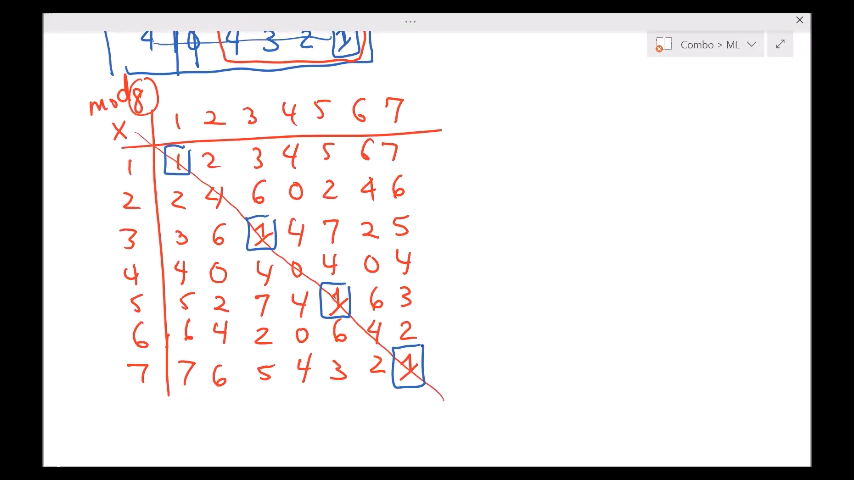 Combo > ML
4 0 4 3 2 1
mod 8
X 1 2 3 4 5 6 7
1 1 2 3 4 5 6 7
2 2 4 6 0 2 4 6
3 3 6 1 4 7 2 5
4 4 0 4 0 4 0 4
5 5 2 7 4 1 6 3
6 6 4 2 0 6 4 2
7 7 6 5 4 3 2 1